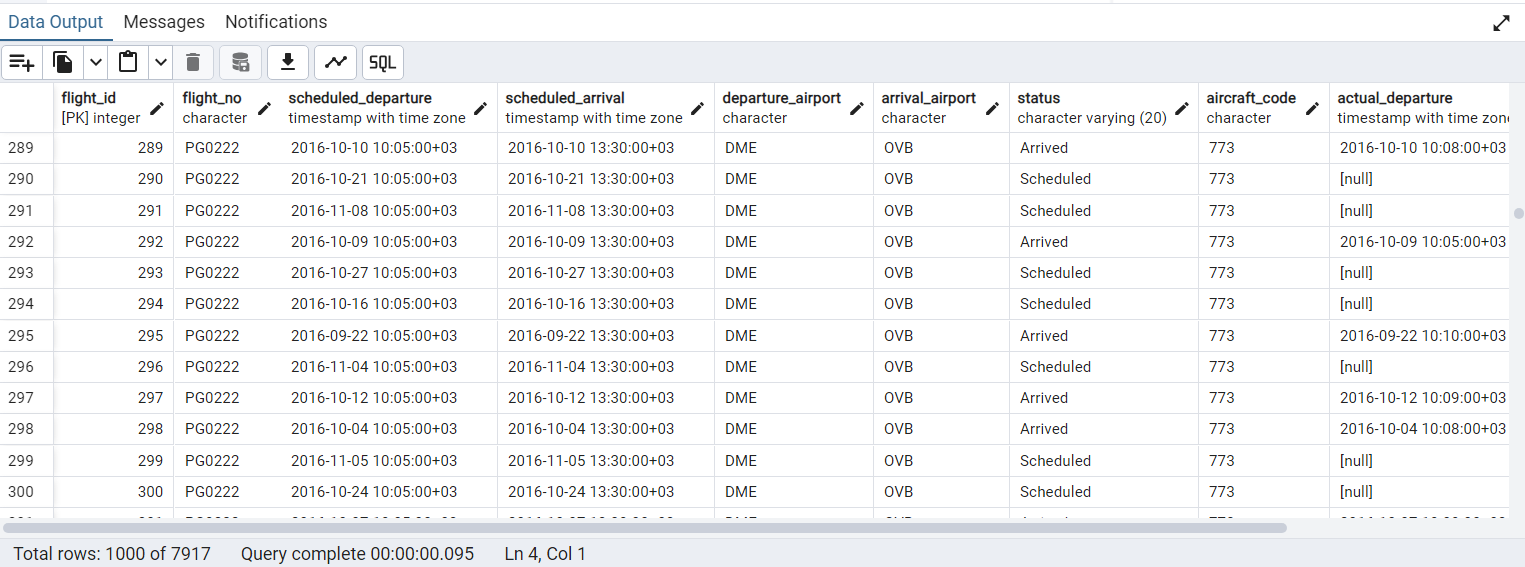 Data Output Messages Notifications
SQL
flight_id flight_no scheduled_departure scheduled_arrival departure_airport arrival_airport status aircraft_code actual_departure
[PK] integer character timestamp with time zone timestamp with time zone character character character varying (20) character timestamp with time zon
289 289 PG0222 2016-10-10 10:05:00+03 2016-10-10 13:30:00+03 DME OVB Arrived 773 2016-10-10 10:08:00+03
290 290 PG0222 2016-10-21 10:05:00+03 2016-10-21 13:30:00+03 DME OVB Scheduled 773 [null]
291 291 PG0222 2016-11-08 10:05:00+03 2016-11-08 13:30:00+03 DME OVB Scheduled 773 [null]
292 292 PG0222 2016-10-09 10:05:00+03 2016-10-09 13:30:00+03 DME OVB Arrived 773 2016-10-09 10:05:00+03
293 293 PG0222 2016-10-27 10:05:00+03 2016-10-27 13:30:00+03 DME OVB Scheduled 773 [null]
294 294 PG0222 2016-10-16 10:05:00+03 2016-10-16 13:30:00+03 DME OVB Scheduled 773 [null]
295 295 PG0222 2016-09-22 10:05:00+03 2016-09-22 13:30:00+03 DME OVB Arrived 773 2016-09-22 10:10:00+03
296 296 PG0222 2016-11-04 10:05:00+03 2016-11-04 13:30:00+03 DME OVB Scheduled 773 [null]
297 297 PG0222 2016-10-12 10:05:00+03 2016-10-12 13:30:00+03 DME OVB Arrived 773 2016-10-12 10:09:00+03
298 298 PG0222 2016-10-04 10:05:00+03 2016-10-04 13:30:00+03 DME OVB Arrived 773 2016-10-04 10:08:00+03
299 299 PG0222 2016-11-05 10:05:00+03 2016-11-05 13:30:00+03 DME OVB Scheduled 773 [null]
300 300 PG0222 2016-10-24 10:05:00+03 2016-10-24 13:30:00+03 DME OVB Scheduled 773 [null]
Total rows: 1000 of 7917 Query complete 00:00:00.095 Ln 4, Col 1